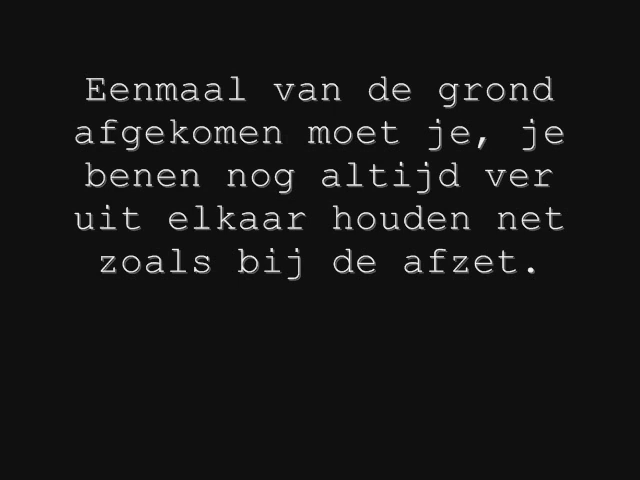 Eenmaal van de grond
afgekomen moet je, je
benen nog altijd ver
uit elkaar houden net
zoals bij de afzet.